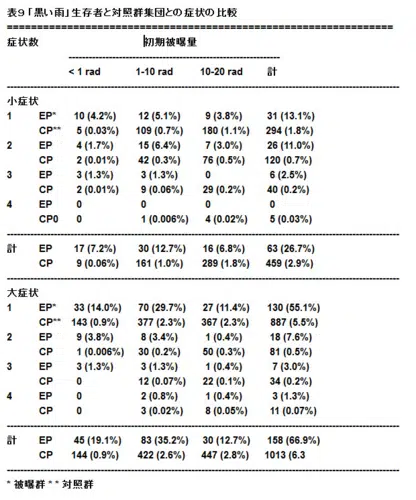 表9 「黒い雨」生存者と対照群集団との症状の比較
症状数 初期被曝量
< 1 rad 1-10 rad 10-20 rad 計
小症状
1 EP* 10 (4.2%) 12 (5.1%) 9 (3.8%) 31 (13.1%)
CP** 5 (0.03%) 109 (0.7%) 180 (1.1%) 294 (1.8%)
2 EP 4 (1.7%) 15 (6.4%) 7 (3.0%) 26 (11.0%)
CP 2 (0.01%) 42 (0.3%) 76 (0.5%) 120 (0.7%)
3 EP 3 (1.3%) 3 (1.3%) 0 6 (2.5%)
CP 2 (0.01%) 9 (0.06%) 29 (0.2%) 40 (0.2%)
4 EP 0 0 0 0
CP0 1 (0.006%) 4 (0.02%) 5 (0.03%)
計 EP 17 (7.2%) 30 (12.7%) 16 (6.8%) 63 (26.7%)
CP 9 (0.06%) 161 (1.0%) 289 (1.8%) 459 (2.9%)
大症状
1 EP* 33 (14.0%) 70 (29.7%) 27 (11.4%) 130 (55.1%)
CP** 143 (0.9%) 377 (2.3%) 367 (2.3%) 887 (5.5%)
2 EP 9 (3.8%) 8 (3.4%) 1 (0.4%) 18 (7.6%)
CP 1 (0.006%) 30 (0.2%) 50 (0.3%) 81 (0.5%)
3 EP 3 (1.3%) 3 (1.3%) 1 (0.4%) 7 (3.0%)
CP 0 12 (0.07%) 22 (0.1%) 34 (0.2%)
4 EP 0 2 (0.8%) 1 (0.4%) 3 (1.3%)
CP 0 3 (0.02%) 8 (0.05%) 11 (0.07%)
計 EP 45 (19.1%) 83 (35.2%) 30 (12.7%) 158 (66.9%)
CP 144 (0.9%) 422 (2.6%) 447 (2.8%) 1013 (6.3
* 被曝群 * * 対照群